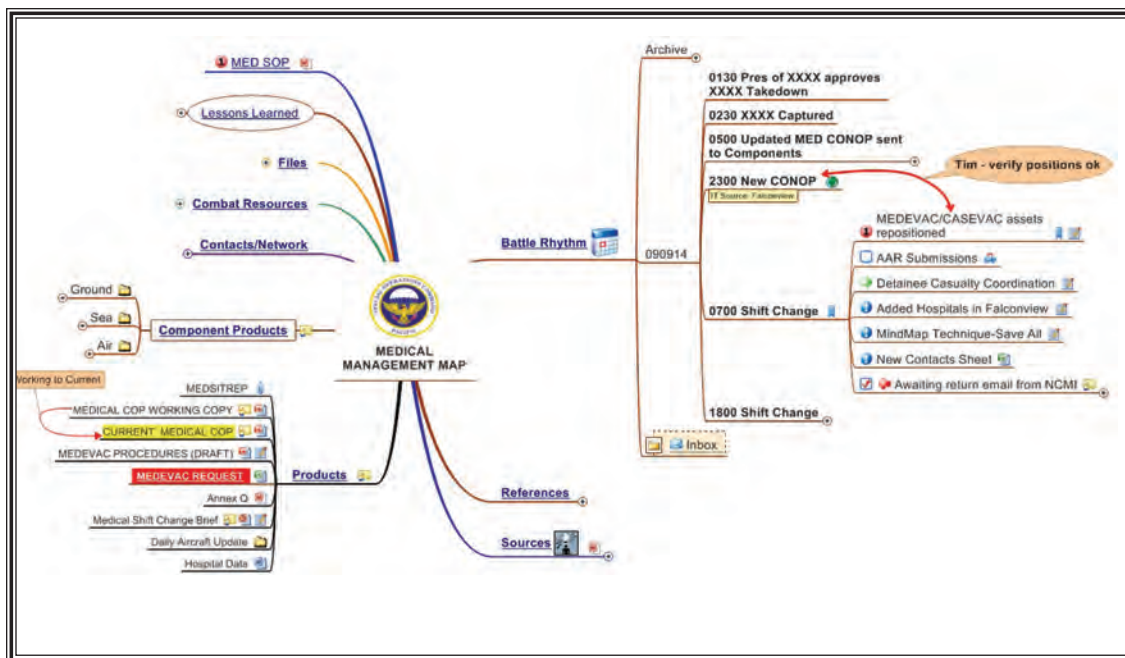 MED SOP
Lessons Learned
Files
Combat Resources
Contacts/Network
Ground
Sea
Air
Component Products
MEDICAL
MANAGEMENT MAP
Working to Current
MEDSITREP
MEDICAL COP WORKING COPY
CURRENT MEDICAL COP
MEDEVAC PROCEDURES (DRAFT)
MEDEVAC REQUEST
Annex Q
Medical Shift Change Brief
Daily Aircraft Update
Hospital Data
Products
Battle Rhythm
Archive
090914
0130 Pres of XXXX approves
XXXX Takedown
0230 XXXX Captured
0500 Updated MED CONOP sent
to Components
2300 New CONOP
IT Source: Falconview
Tim - verify positions ok
0700 Shift Change
MEDEVAC/CASEVAC assets
repositioned
AAR Submissions
Detainee Casualty Coordination
Added Hospitals in Falconview
MindMap Technique-Save All
New Contacts Sheet
Awaiting return email from NCMI
1800 Shift Change
Inbox
References
Sources